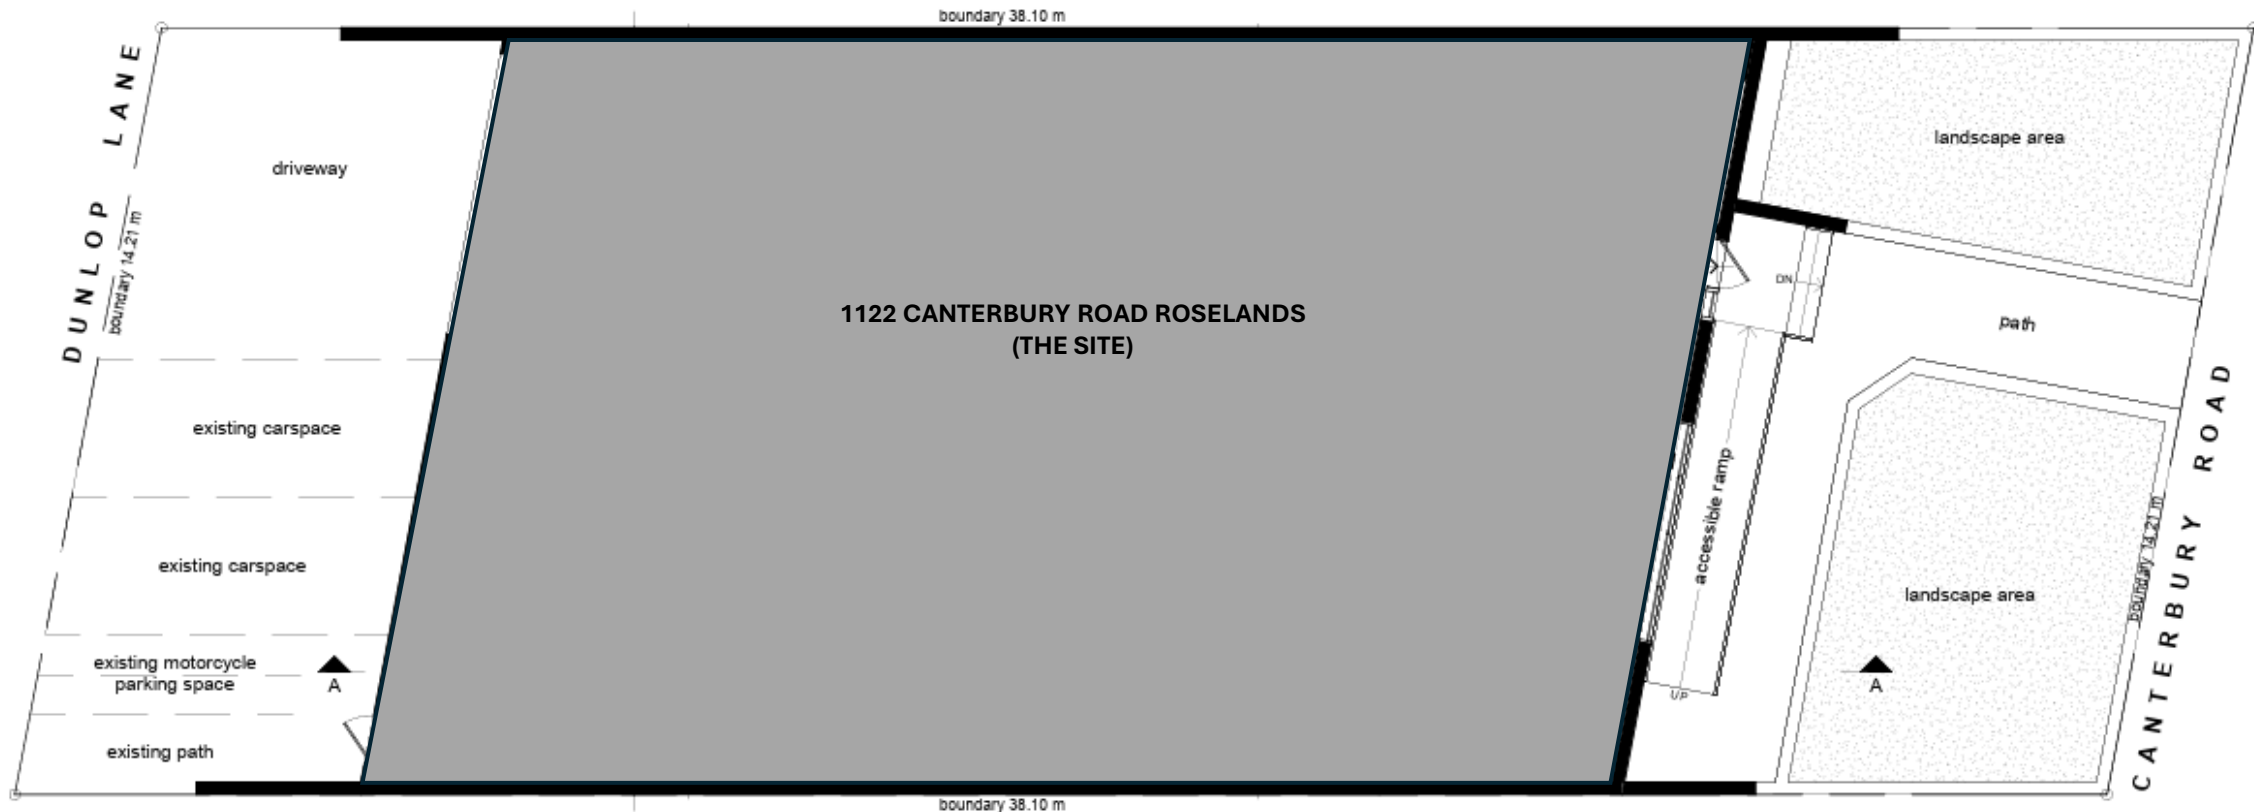 boundary 38.10 m
DUNLOP LANE
boundary 14.21 m
driveway
existing carspace
existing carspace
existing motorcycle
parking space
A
existing path
1122 CANTERBURY ROAD ROSELANDS
(THE SITE)
landscape area
DN
path
accessible ramp
UP
landscape area
A
boundary 14.21 m
CANTERBURY ROAD
boundary 38.10 m